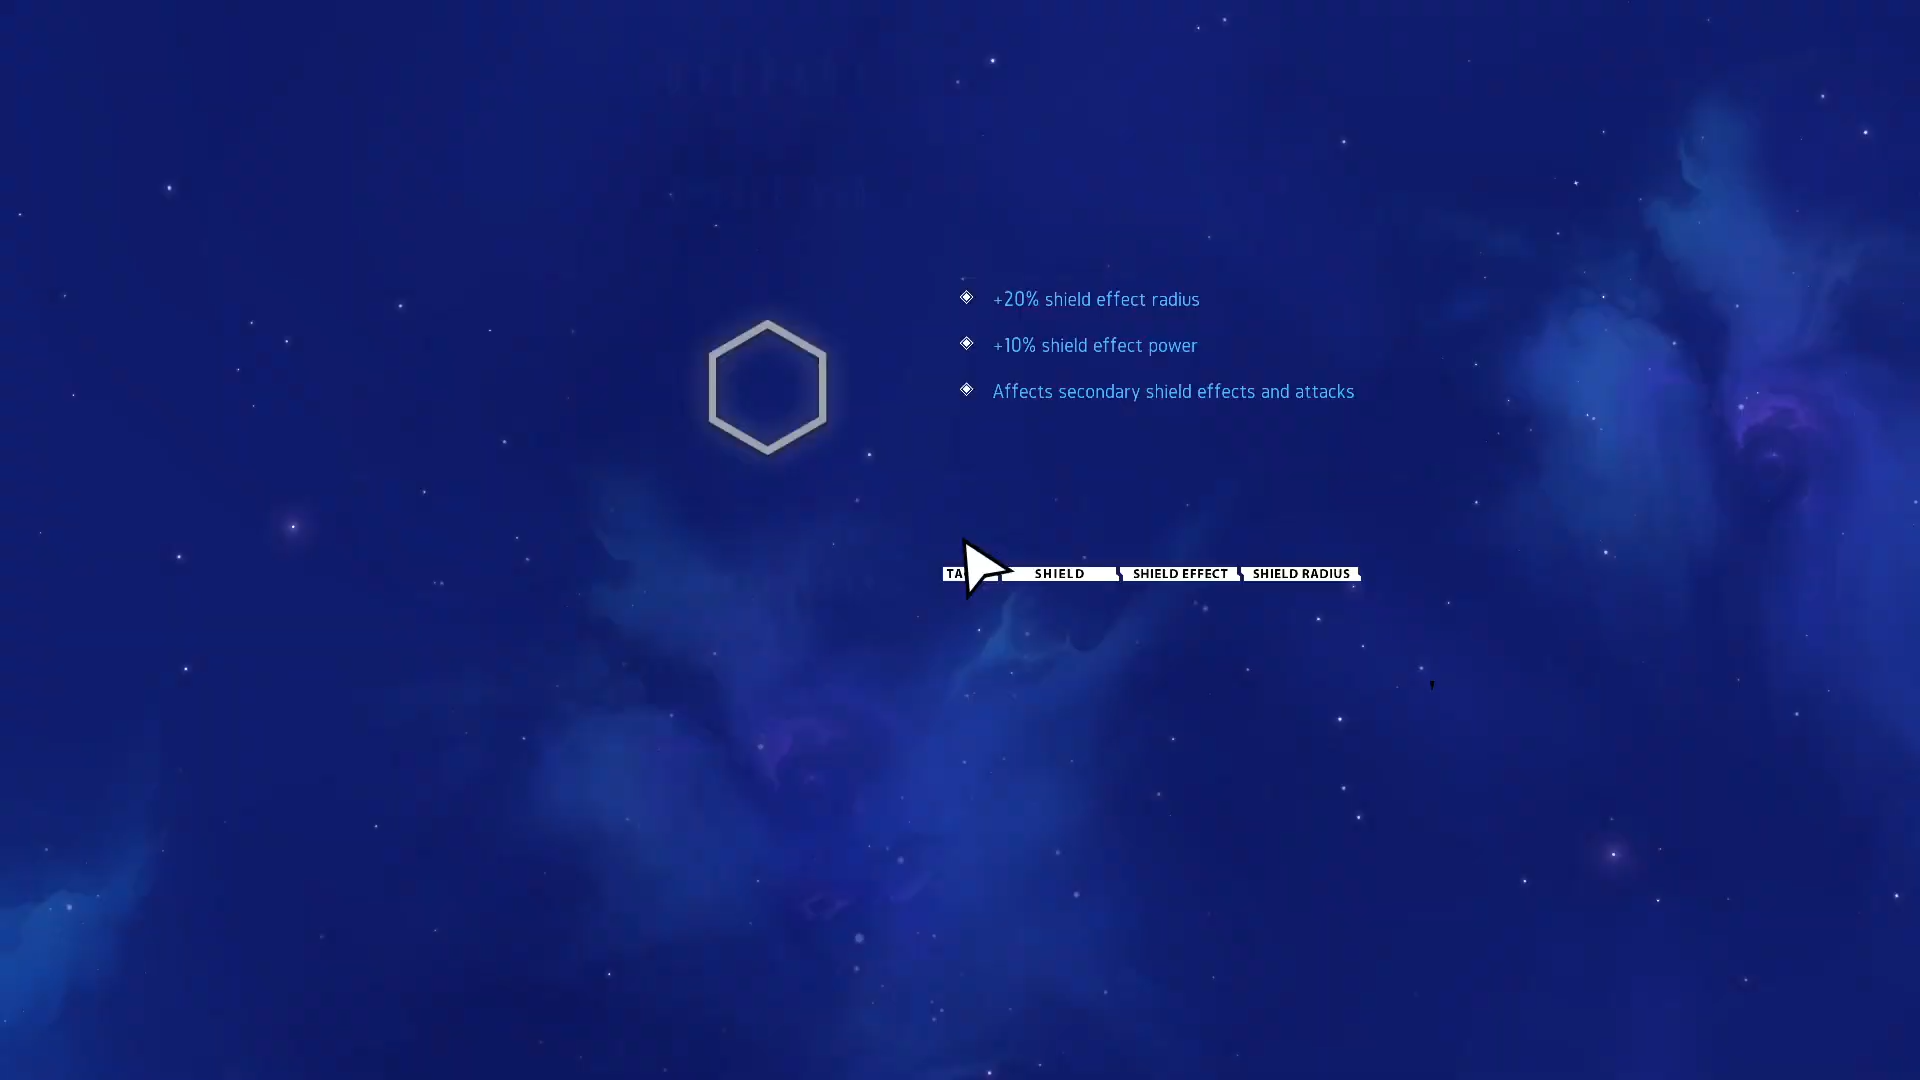 +20% shield effect radius
+10% shield effect power
Affects secondary shield effects and attacks
SHIELD SHIELD EFFECT SHIELD RADIUS